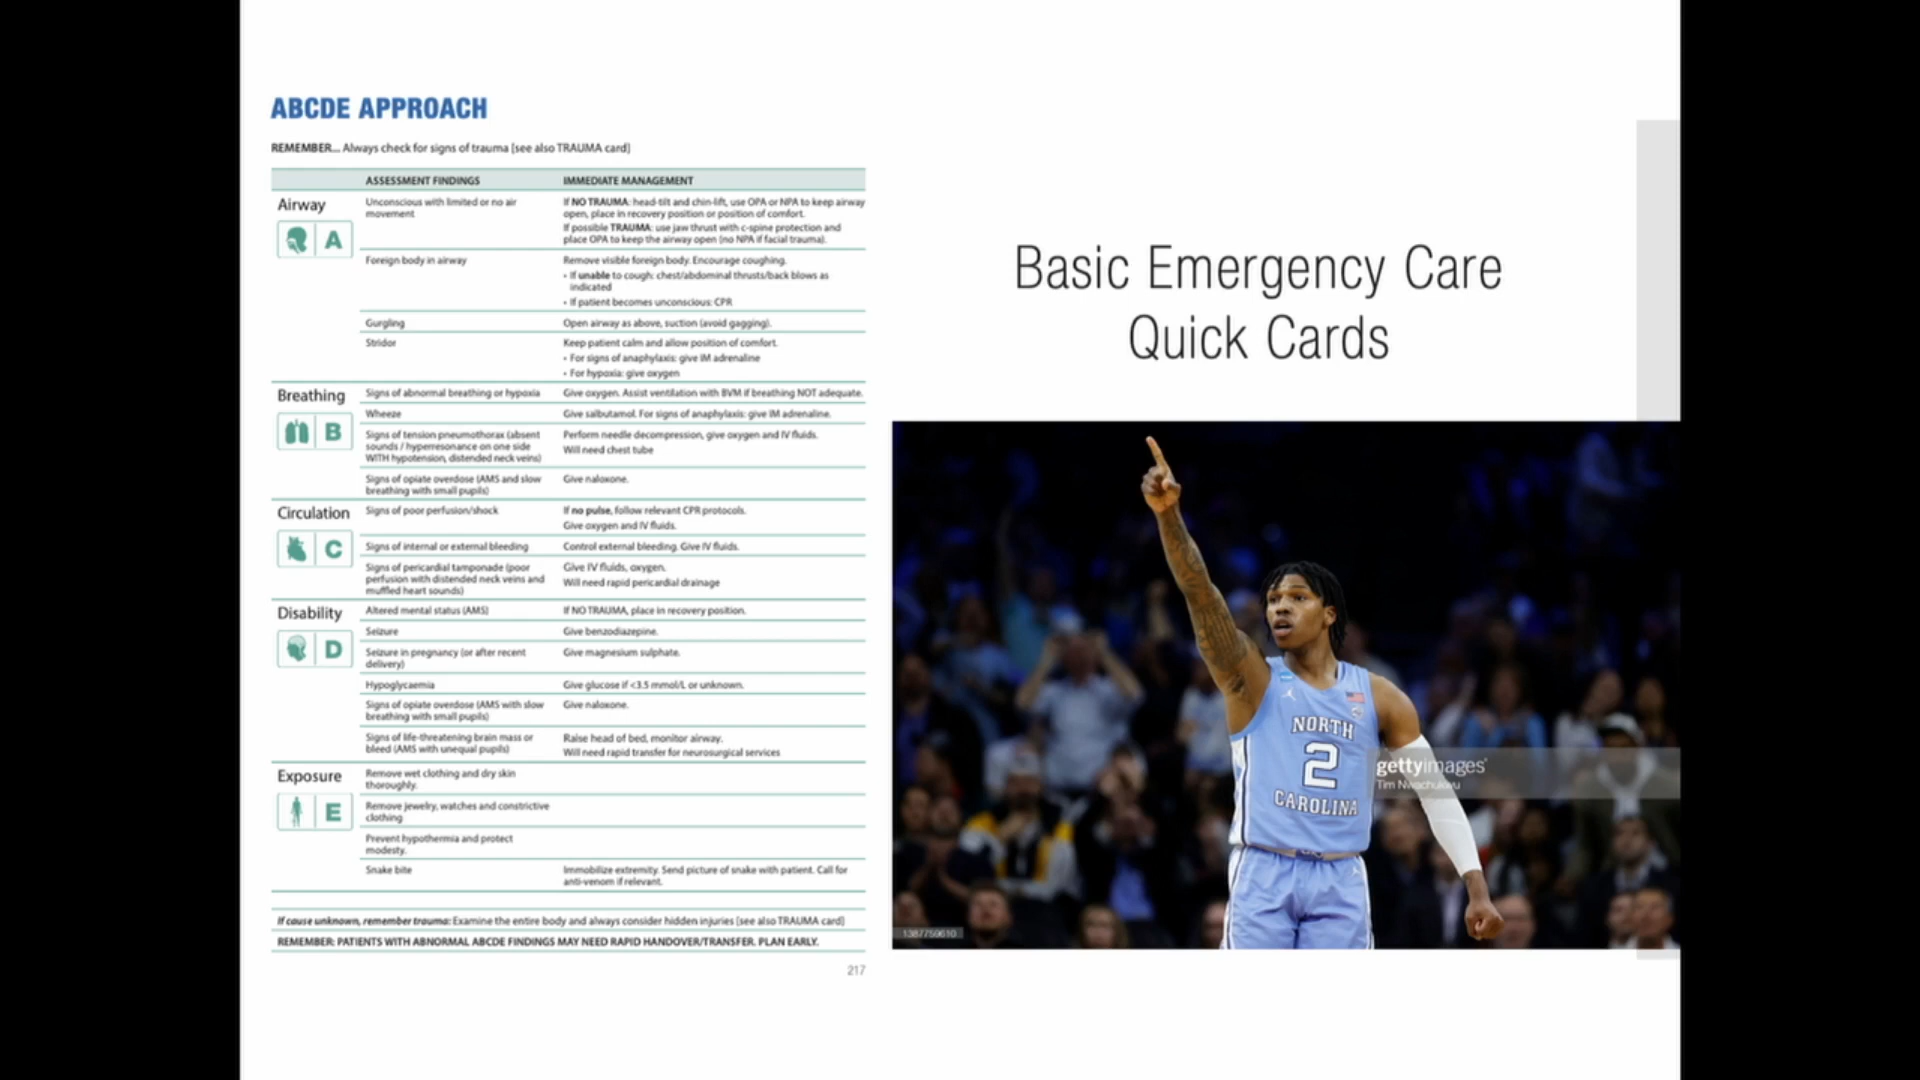 ABCDE APPROACH
REMEMBER... Always check for signs of trauma [see also TRAUMA card]
ASSESSMENT FINDINGS IMMEDIATE MANAGEMENT
Airway
A
Unconscious with limited or no air
movement
If NO TRAUMA: head-tilt and chin-lift, use OPA or NPA to keep airway
open, place in recovery position or position of comfort.
If possible TRAUMA: use jaw thrust with c-spine protection and
place OPA to keep the airway open (no NPA if facial trauma).
Foreign body in airway
Remove visible foreign body. Encourage coughing.
• If unable to cough: chest/abdominal thrusts/back blows as
indicated
• If patient becomes unconscious: CPR
Gurgling
Open airway as above, suction (avoid gagging).
Stridor
Keep patient calm and allow position of comfort.
• For signs of anaphylaxis: give IM adrenaline
• For hypoxia: give oxygen
Breathing
B
Signs of abnormal breathing or hypoxia
Give oxygen. Assist ventilation with BVM if breathing NOT adequate.
Wheeze
Give salbutamol. For signs of anaphylaxis: give IM adrenaline.
Signs of tension pneumothorax (absent
sounds / hyperresonance on one side
WITH hypotension, distended neck veins)
Perform needle decompression, give oxygen and IV fluids.
Will need chest tube
Signs of opiate overdose (AMS and slow
breathing with small pupils)
Give naloxone.
Circulation
C
Signs of poor perfusion/shock
If no pulse, follow relevant CPR protocols.
Give oxygen and IV fluids.
Signs of internal or external bleeding
Control external bleeding. Give IV fluids.
Signs of pericardial tamponade (poor
perfusion with distended neck veins and
muffled heart sounds)
Give IV fluids, oxygen.
Will need rapid pericardial drainage
Disability
D
Altered mental status (AMS)
If NO TRAUMA, place in recovery position.
Seizure
Give benzodiazepine.
Seizure in pregnancy (or after recent
delivery)
Give magnesium sulphate.
Hypoglycaemia
Give glucose if <3.5 mmol/L or unknown.
Signs of opiate overdose (AMS with slow
breathing with small pupils)
Give naloxone.
Signs of life-threatening brain mass or
bleed (AMS with unequal pupils)
Raise head of bed, monitor airway.
Will need rapid transfer for neurosurgical services
Exposure
E
Remove wet clothing and dry skin
thoroughly.
Remove jewelry, watches and constrictive
clothing
Prevent hypothermia and protect
modesty.
Snake bite
Immobilize extremity. Send picture of snake with patient. Call for
anti-venom if relevant.
If cause unknown, remember trauma: Examine the entire body and always consider hidden injuries [see also TRAUMA card]
REMEMBER: PATIENTS WITH ABNORMAL ABCDE FINDINGS MAY NEED RAPID HANDOVER/TRANSFER. PLAN EARLY.
217
Basic Emergency Care
Quick Cards
NORTH
2
CAROLINA
gettyimages
Tim Nwachukwu
1387759610